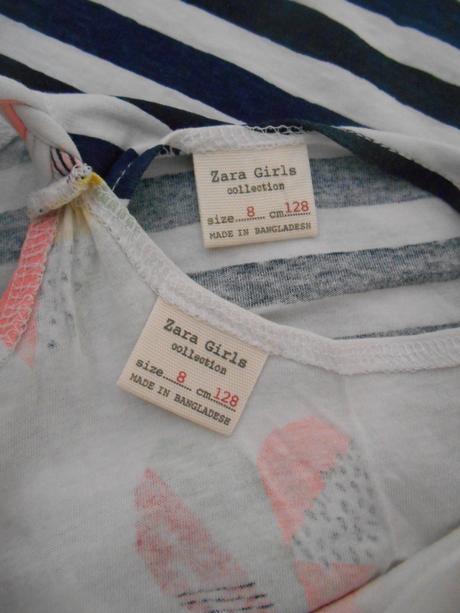 Zara Girls
collection
size....8.... cm.128
MADE IN BANGLADESH
Zara Girls
collection
size....8.... cm.128
MADE IN BANGLADESH